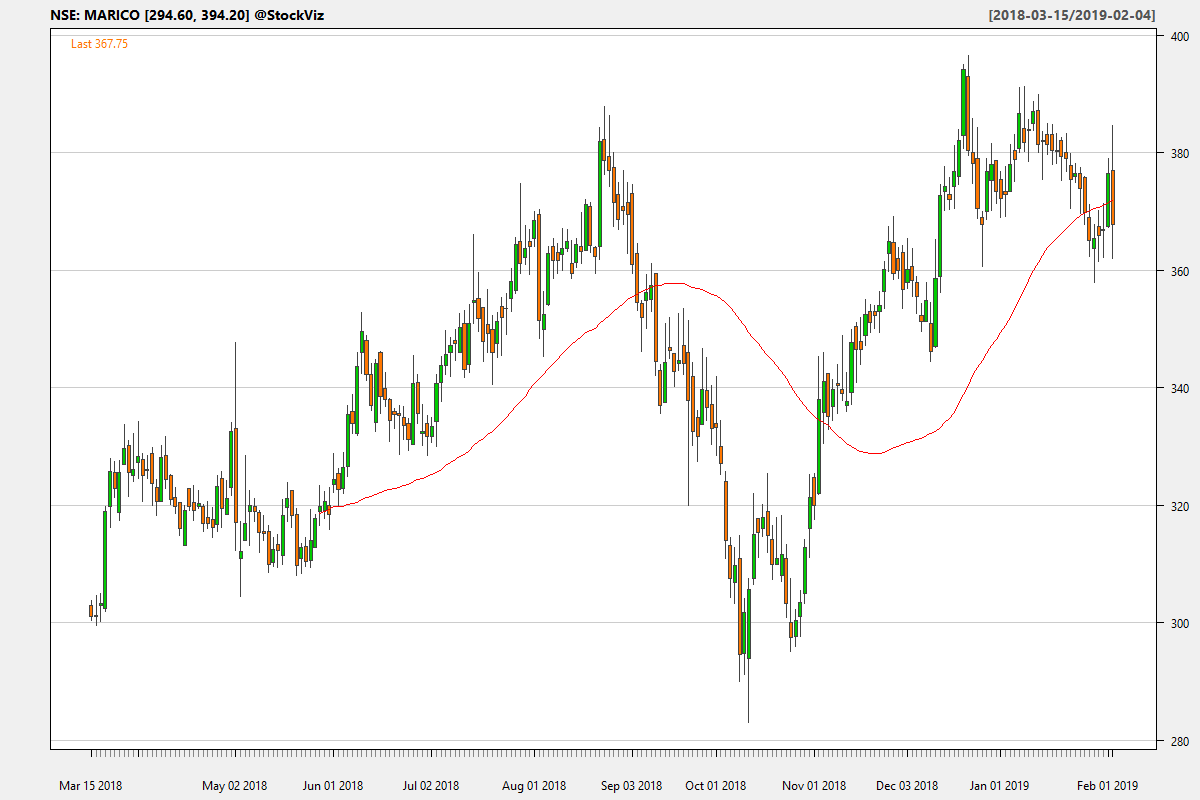 NSE: MARICO [294.60, 394.20] @StockViz [2018-03-15/2019-02-04]
Last 367.75
400
380
360
340
320
300
280
Mar 15 2018 May 02 2018 Jun 01 2018 Jul 02 2018 Aug 01 2018 Sep 03 2018 Oct 01 2018 Nov 01 2018 Dec 03 2018 Jan 01 2019 Feb 01 2019